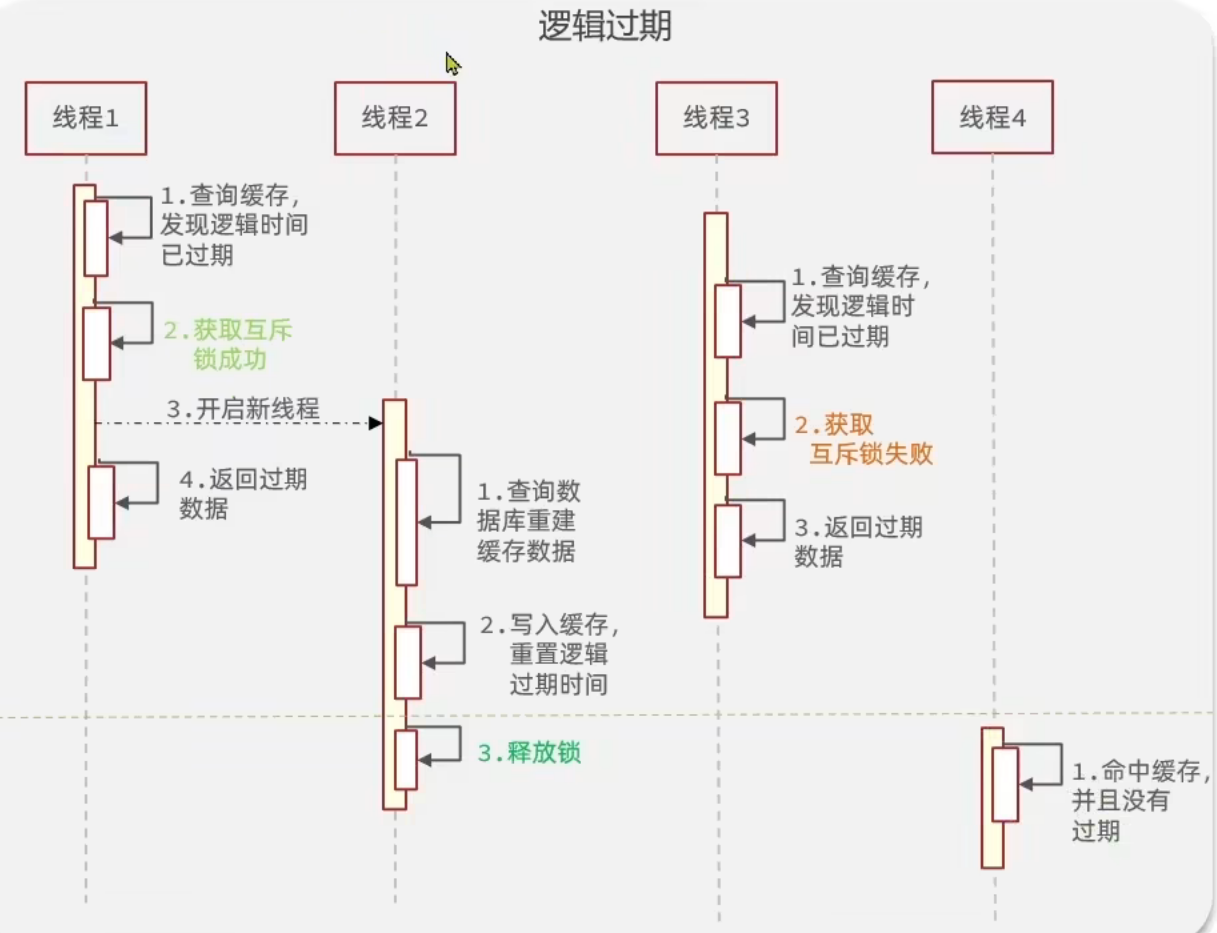 逻辑过期
线程1
线程2
线程3
线程4
1.查询缓存,
发现逻辑时间
已过期
2.获取互斥
锁成功
3.开启新线程
4.返回过期
数据
1.查询数
据库重建
缓存数据
2.写入缓存,
重置逻辑
过期时间
3.释放锁
1.查询缓存,
发现逻辑时
间已过期
2.获取
互斥锁失败
3.返回过期
数据
1.命中缓存,
并且没有
过期